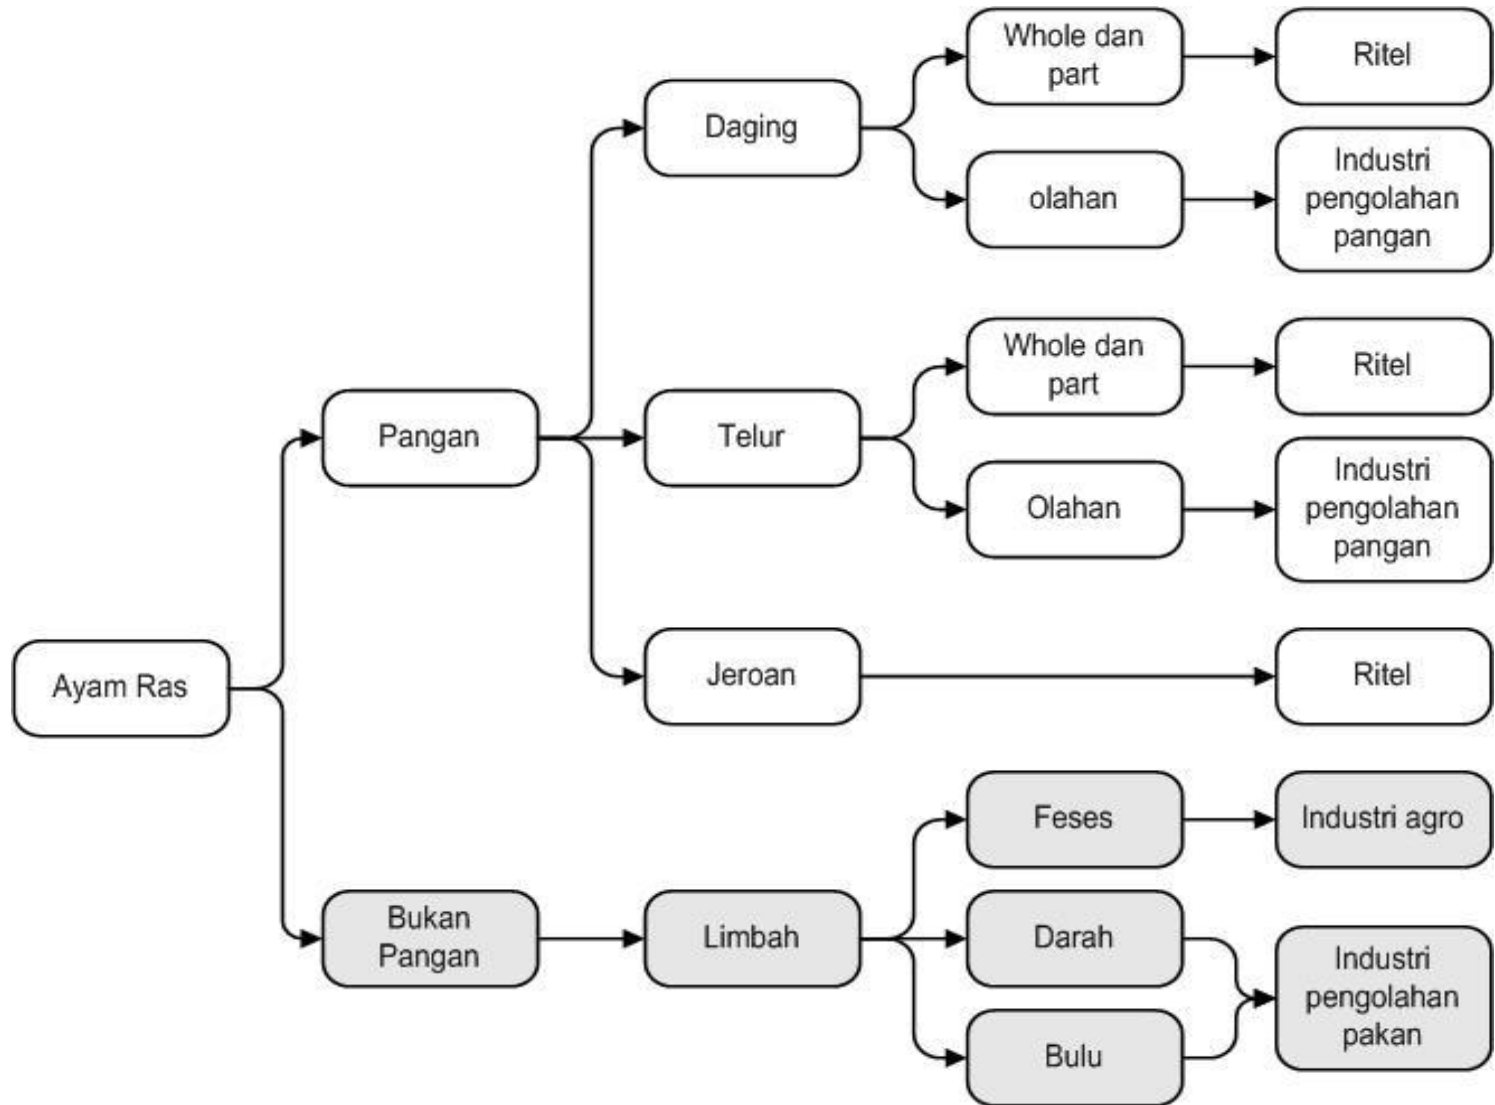 Whole dan
part
Ritel
Daging
olahan
Industri
pengolahan
pangan
Whole dan
part
Ritel
Pangan
Telur
Olahan
Industri
pengolahan
pangan
Ayam Ras
Jeroan
Ritel
Feses
Industri agro
Bukan
Pangan
Limbah
Darah
Industri
pengolahan
pakan
Bulu